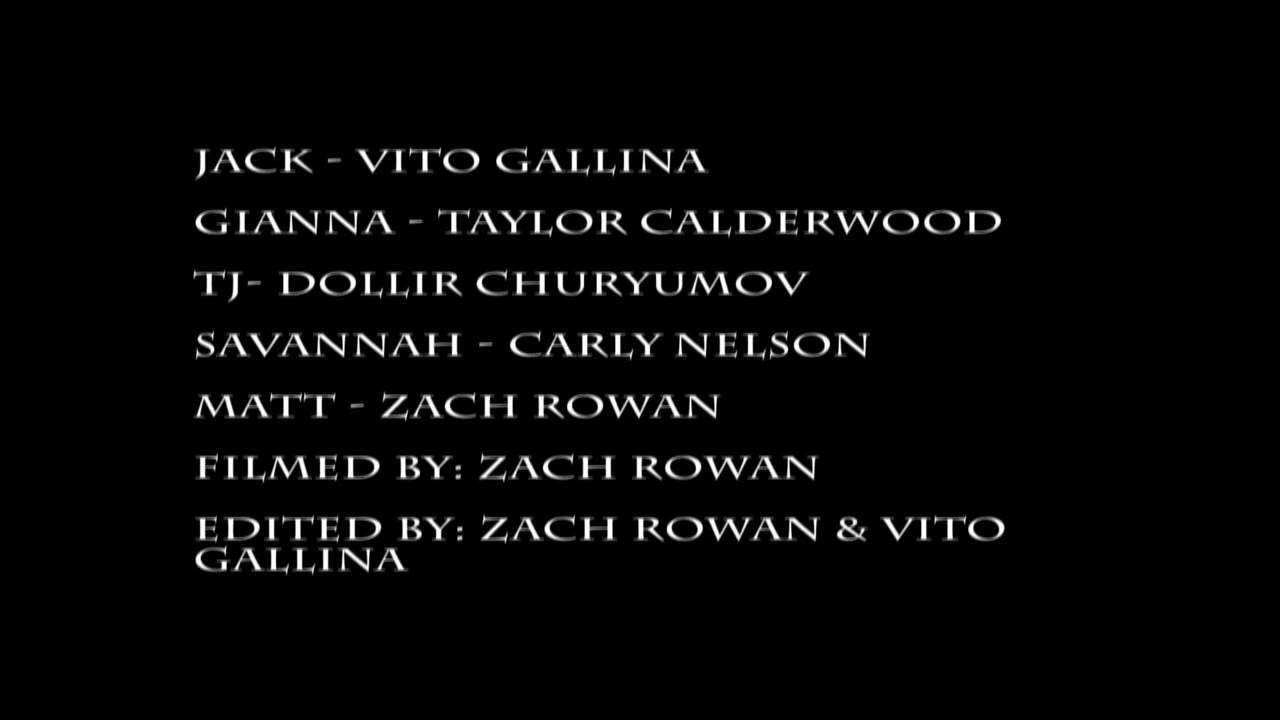 JACK - VITO GALLINA
GIANNA - TAYLOR CALDERWOOD
TJ- DOLLIR CHURYUMOV
SAVANNAH - CARLY NELSON
MATT - ZACH ROWAN
FILMED BY: ZACH ROWAN
EDITED BY: ZACH ROWAN & VITO
GALLINA